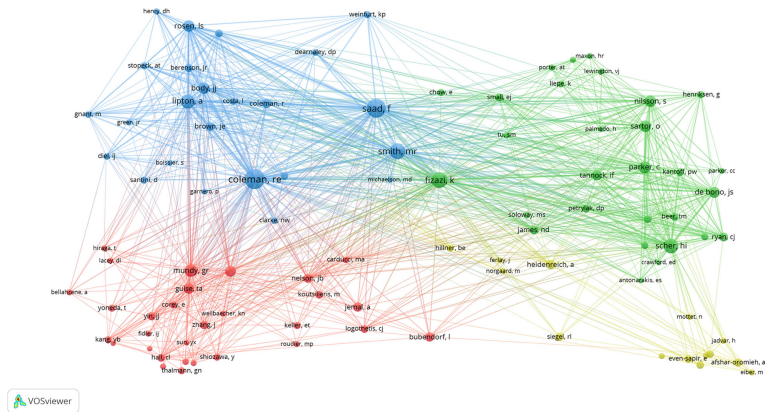 henry, dh
weinfurt, kp
rosen, ls
dearnaley, dp
maxon, hr
stopeck, at
berenson, jr
porter, at
lewington, vj
body, jj
liepe, k
chow, e
small, ej
henriksen, g
lipton, a
costa, l
coleman, r
nilsson, s
saad, f
gnant, m
green, jr
brown, je
tu, sm
palmedo, h
sartor, o
diel, ij
boissier, s
smith, mr
parker, c
kantoff, pw
parker, cc
santini, d
coleman, re
michaelson, md
fizazi, k
tannock, if
garnero, p
de bono, js
clarke, nw
soloway, ms
petrylak, dp
beer, tm
james, nd
ryan, cj
hiraga, t
hillner, be
scher, hi
lacey, dl
carducci, ma
ferlay, j
heidenreich, a
crawford, ed
mundy, gr
nelson, jb
norgaard, m
antonarakis, es
guise, ta
bellahcene, a
koutsilieris, m
yoneda, t
corey, e
jemal, a
yin, jj
weilbaecher, kn
mottet, n
zhang, j
keller, et
logothetis, cj
fidler, ij
bubendorf, l
siegel, rl
kang, yb
sun, yx
roudier, mp
jadvar, h
hall, cl
shiozawa, y
even-sapir, e
afshar-oromieh, a
thalmann, gn
eiber, m
VOSviewer